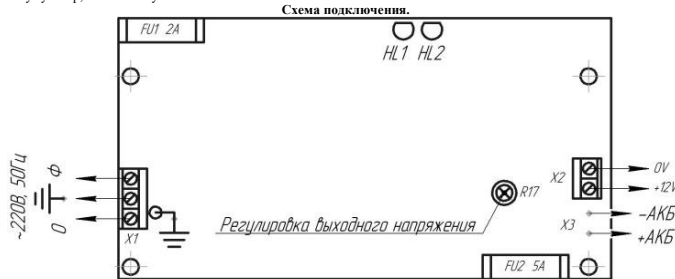 Схема подключения.
FU1 2A
HL1 HL2
~220В, 50Гц
Ф
0
X1
Регулировка выходного напряжения
R17
X2
0V
+12V
X3
-АКБ
+АКБ
FU2 5A